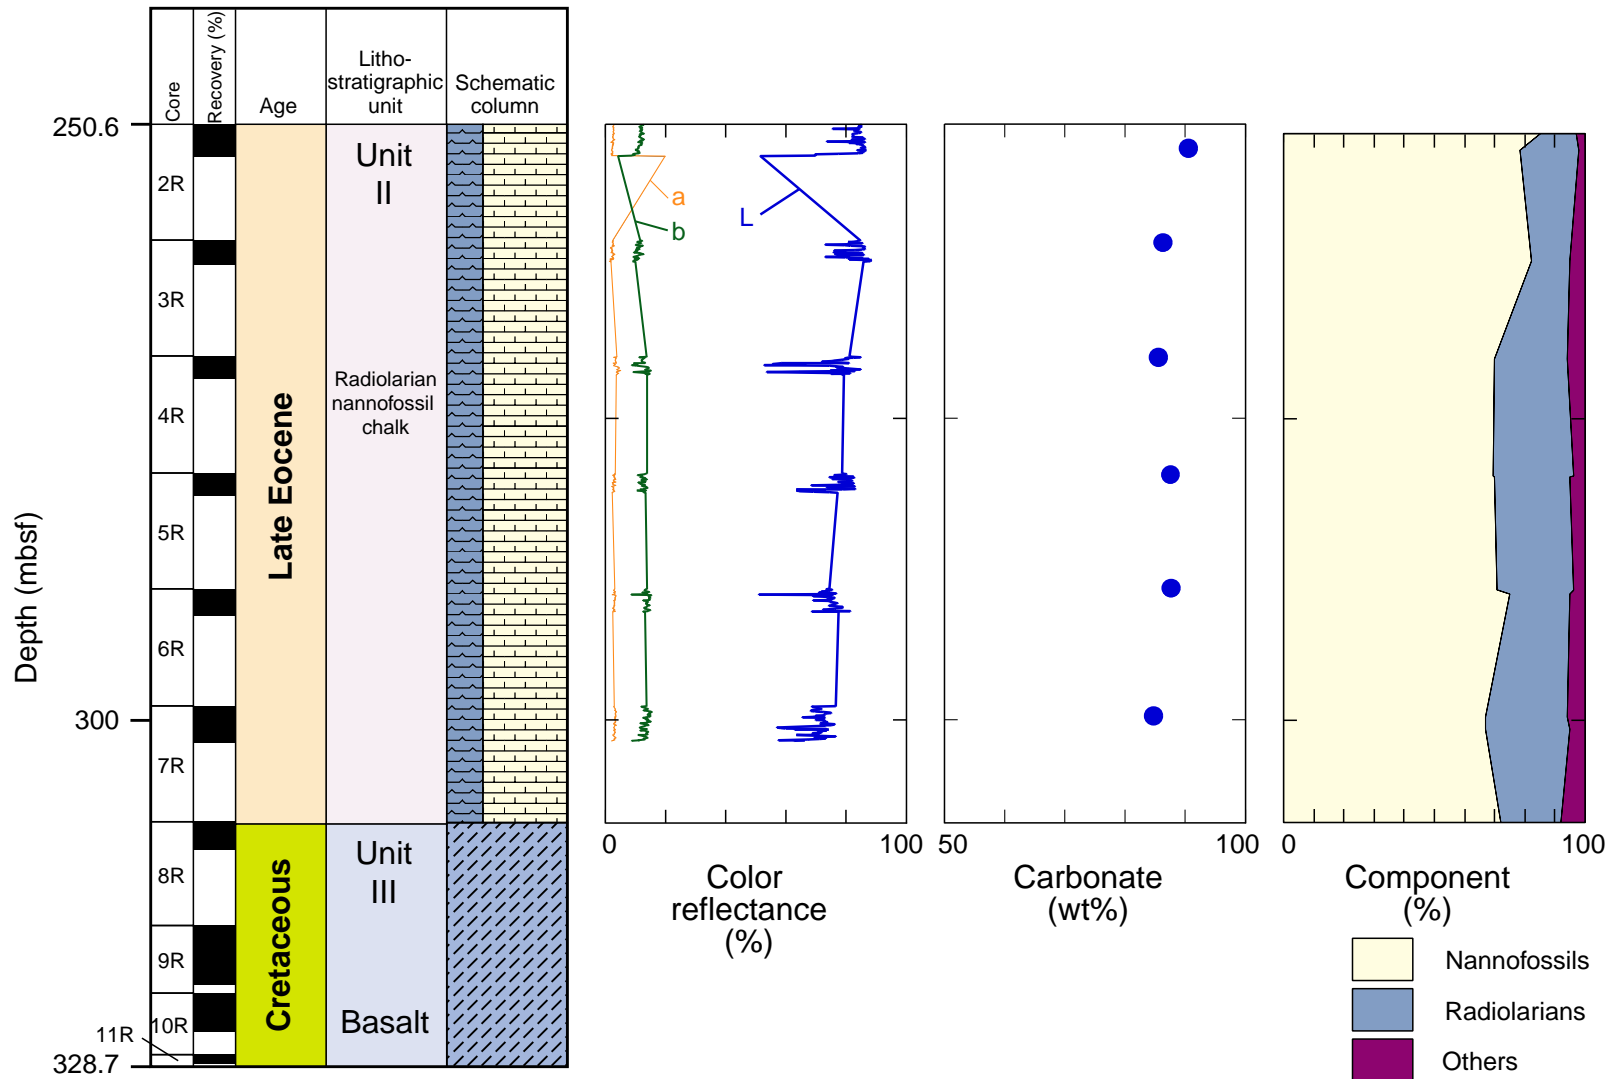 Core
Recovery (%)
Age
Litho-
stratigraphic
unit
Schematic
column
Depth (mbsf)
250.6
300
328.7
2R
3R
4R
5R
6R
7R
8R
9R
10R
11R
Late Eocene
Cretaceous
Unit
II
Radiolarian
nannofossil
chalk
Unit
III
Basalt
a
b
L
0 100
Color
reflectance
(%)
50 100
Carbonate
(wt%)
0 100
Component
(%)
Nannofossils
Radiolarians
Others